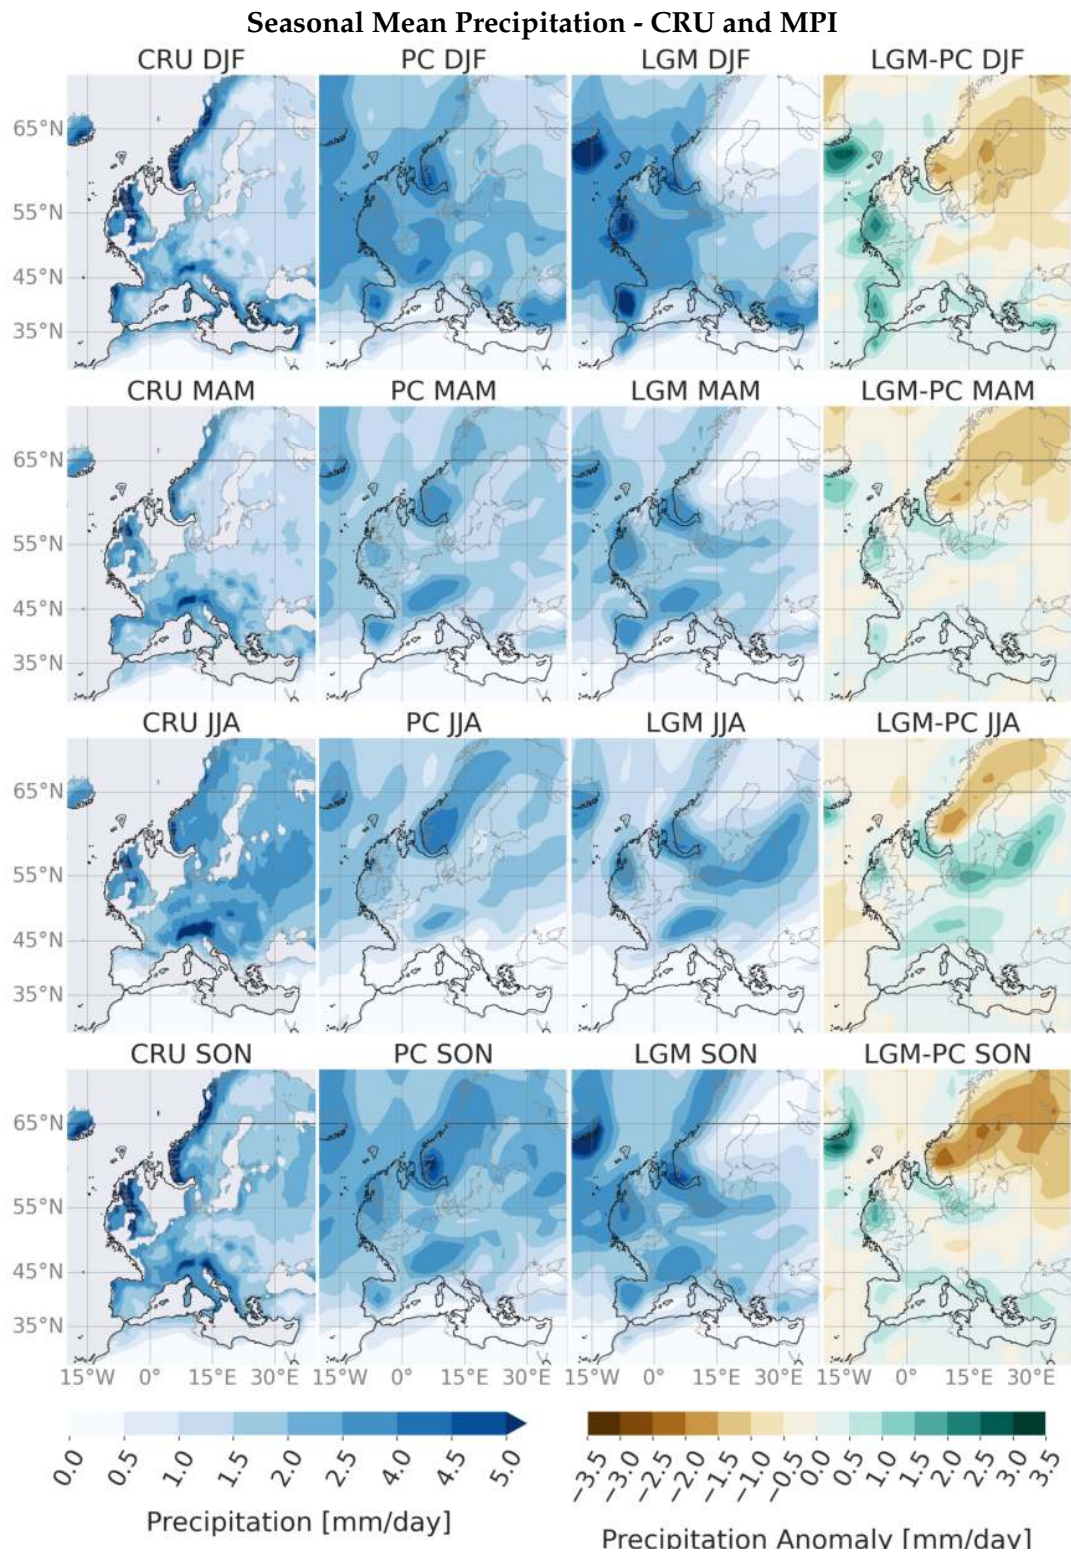 Seasonal Mean Precipitation - CRU and MPI
CRU DJF PC DJF LGM DJF LGM-PC DJF
65°N
55°N
45°N
35°N
CRU MAM PC MAM LGM MAM LGM-PC MAM
65°N
55°N
45°N
35°N
CRU JJA PC JJA LGM JJA LGM-PC JJA
65°N
55°N
45°N
35°N
CRU SON PC SON LGM SON LGM-PC SON
65°N
55°N
45°N
35°N
15°W 0° 15°E 30°E 15°W 0° 15°E 30°E 15°W 0° 15°E 30°E 15°W 0° 15°E 30°E
0.0 0.5 1.0 1.5 2.0 2.5 4.0 4.5 5.0 −3.5 −3.0 −2.5 −2.0 −1.5 −1.0 −0.5 −0.0 0.5 1.0 1.5 2.0 2.5 3.0 3.5
Precipitation [mm/day]
Precipitation Anomaly [mm/day]